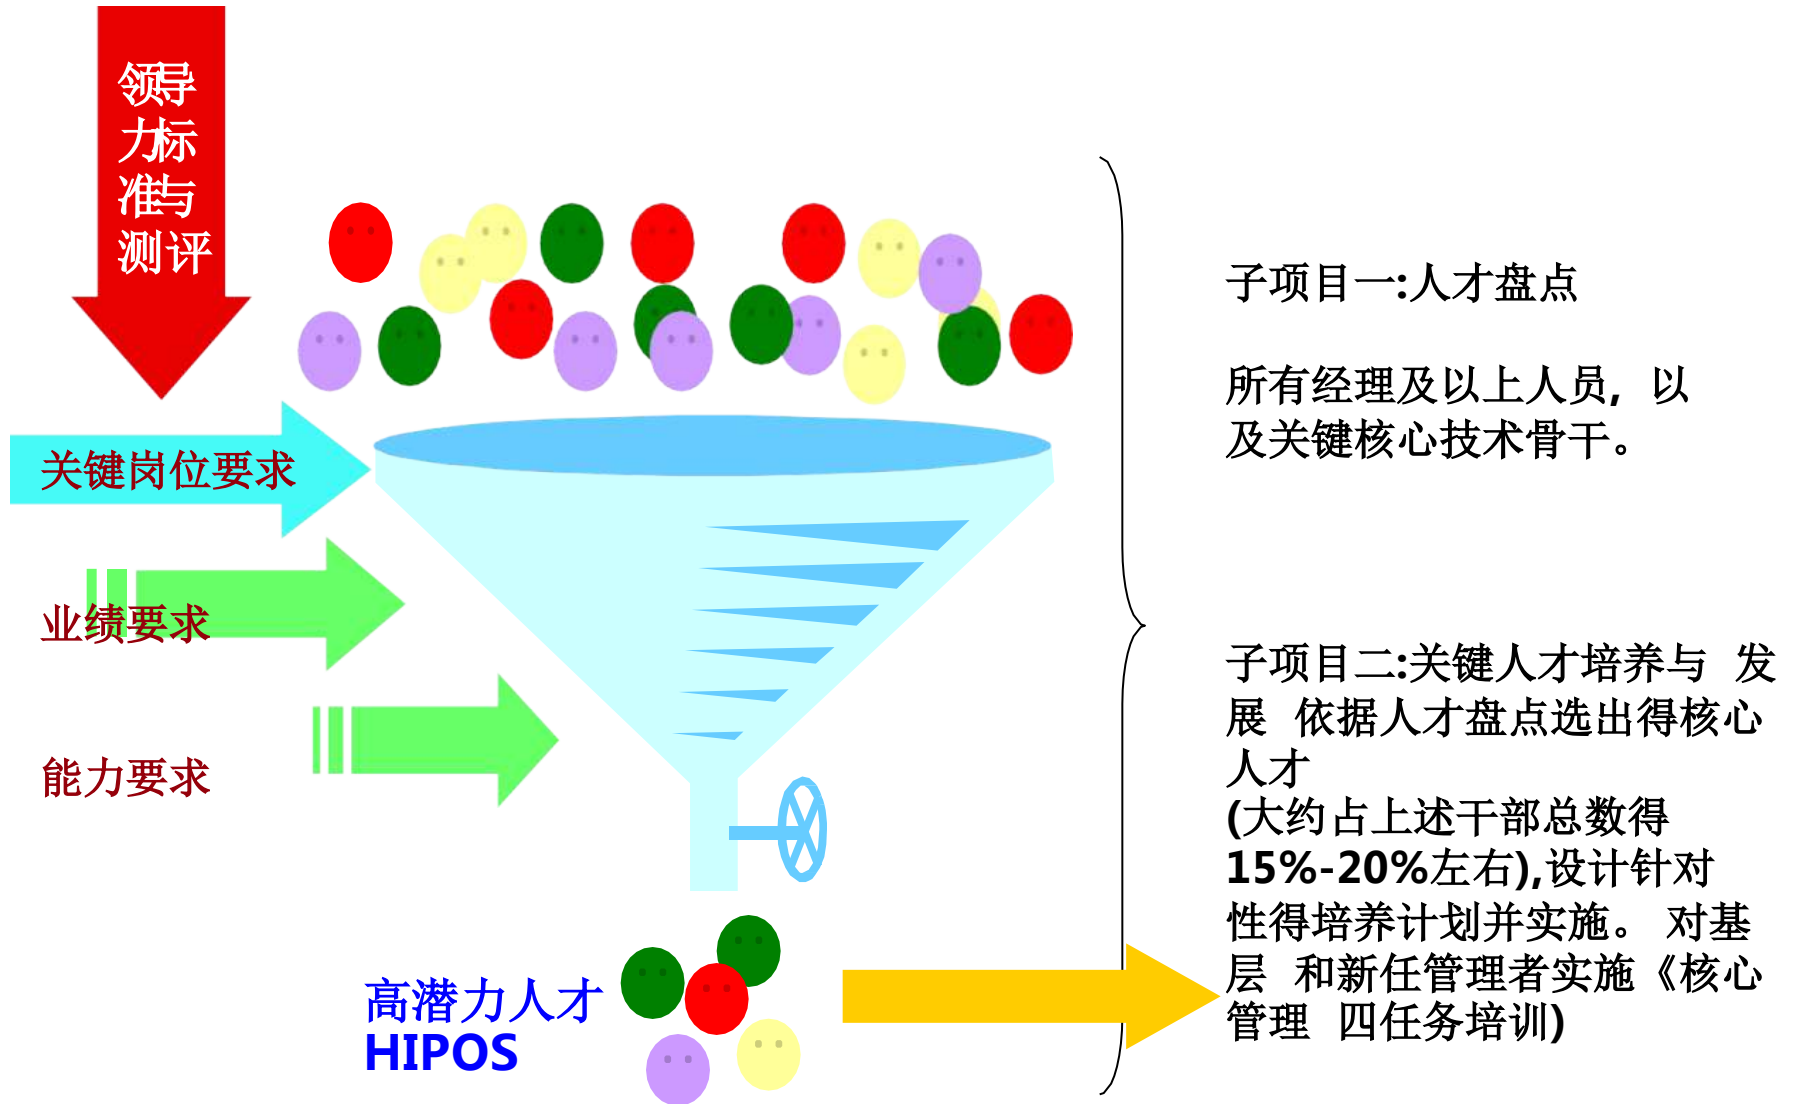 领导
力标
准与
测评
关键岗位要求
业绩要求
能力要求
高潜力人才
HIPOS
子项目一:人才盘点
所有经理及以上人员, 以
及关键核心技术骨干。
子项目二:关键人才培养与 发
展 依据人才盘点选出得核心
人才
(大约占上述干部总数得
15%-20%左右),设计针对
性得培养计划并实施。 对基
层 和新任管理者实施《核心
管理 四任务培训)